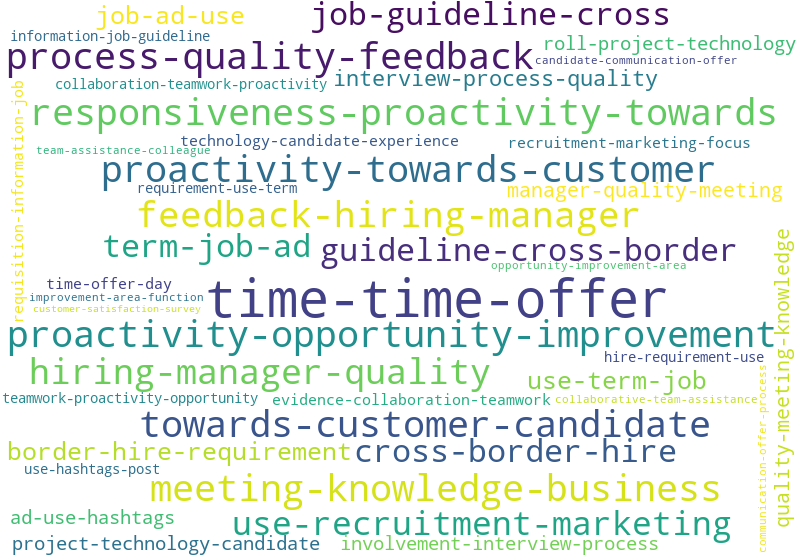 job-ad-use
job-guideline-cross
information-job-guideline
process-quality-feedback
roll-project-technology
candidate-communication-offer
collaboration-teamwork-proactivity
interview-process-quality
requisition-information-job
responsiveness-proactivity-towards
technology-candidate-experience
recruitment-marketing-focus
team-assistance-colleague
proactivity-towards-customer
requirement-use-term
manager-quality-meeting
feedback-hiring-manager
term-job-ad
guideline-cross-border
quality-meeting-knowledge
opportunity-improvement-area
time-offer-day
improvement-area-function
time-time-offer
customer-satisfaction-survey
proactivity-opportunity-improvement
hire-requirement-use
hiring-manager-quality
use-term-job
communication-offer-process
teamwork-proactivity-opportunity
evidence-collaboration-teamwork
collaborative-team-assistance
towards-customer-candidate
border-hire-requirement
cross-border-hire
use-hashtags-post
meeting-knowledge-business
ad-use-hashtags
use-recruitment-marketing
project-technology-candidate
involvement-interview-process